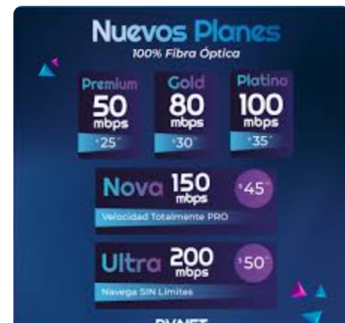 Nuevos Planes
100% Fibra Óptica
Premium
50
mbps
$25
Gold
80
mbps
$30
Platino
100
mbps
$35
Nova 150
mbps
$45
Velocidad Totalmente PRO
Ultra 200
mbps
$50
Navega SIN Límites